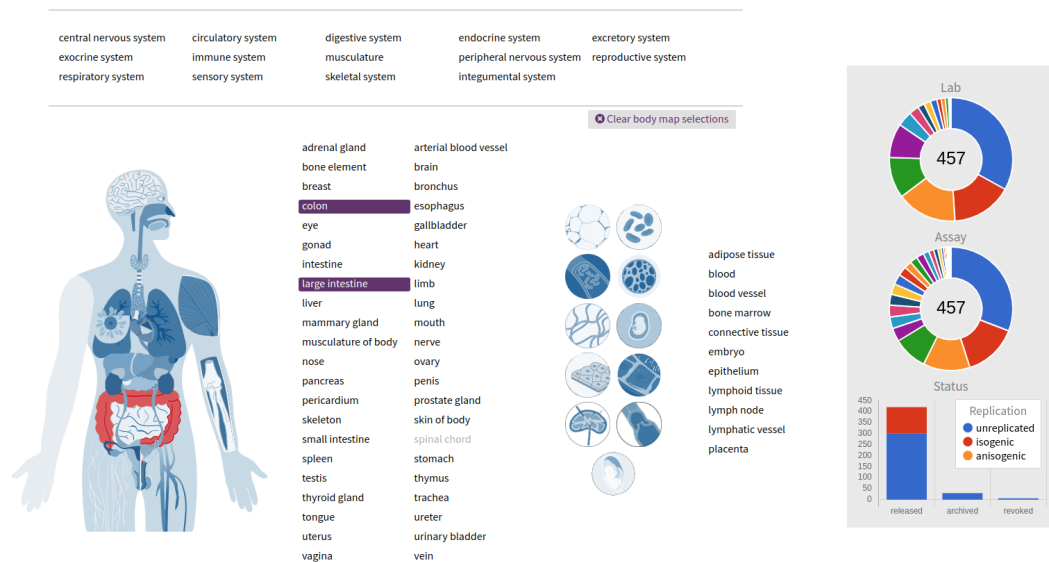 central nervous system circulatory system digestive system endocrine system excretory system
exocrine system immune system musculature peripheral nervous system reproductive system
respiratory system sensory system skeletal system integumental system
Clear body map selections
adrenal gland arterial blood vessel
bone element brain
breast bronchus
colon esophagus
eye gallbladder
gonad heart
intestine kidney
large intestine limb
liver lung
mammary gland mouth
musculature of body nerve
nose ovary
pancreas penis
pericardium prostate gland
skeleton skin of body
small intestine spinal chord
spleen stomach
testis thymus
thyroid gland trachea
tongue ureter
uterus urinary bladder
vagina vein
adipose tissue
blood
blood vessel
bone marrow
connective tissue
embryo
epithelium
lymphoid tissue
lymph node
lymphatic vessel
placenta
Lab
457
Assay
457
Status
450
400
350
300
250
200
150
100
50
0
Replication
unreplicated
isogenic
anisogenic
released archived revoked